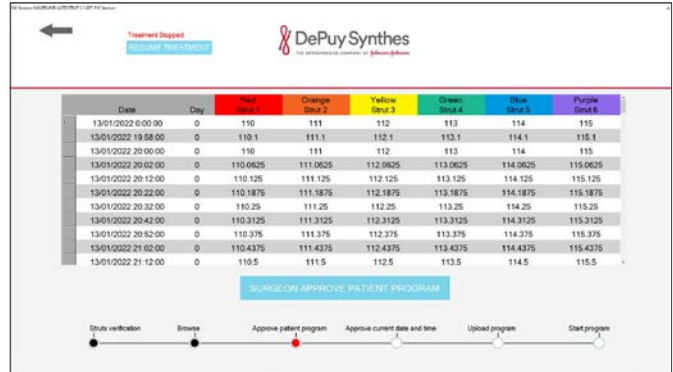 Treatment Stopped
RESUME TREATMENT
DePuy Synthes
THE ORTHOPAEDICS COMPANY OF Johnson & Johnson
Date Day Red Strut 1 Orange Strut 2 Yellow Strut 3 Green Strut 4 Blue Strut 5 Purple Strut 6
13/01/2022 0:00:00 0 110 111 112 113 114 115
13/01/2022 19:58:00 0 110.1 111.1 112.1 113.1 114.1 115.1
13/01/2022 20:00:00 0 110 111 112 113 114 115
13/01/2022 20:02:00 0 110.0625 111.0625 112.0625 113.0625 114.0625 115.0625
13/01/2022 20:12:00 0 110.125 111.125 112.125 113.125 114.125 115.125
13/01/2022 20:22:00 0 110.1875 111.1875 112.1875 113.1875 114.1875 115.1875
13/01/2022 20:32:00 0 110.25 111.25 112.25 113.25 114.25 115.25
13/01/2022 20:42:00 0 110.3125 111.3125 112.3125 113.3125 114.3125 115.3125
13/01/2022 20:52:00 0 110.375 111.375 112.375 113.375 114.375 115.375
13/01/2022 21:02:00 0 110.4375 111.4375 112.4375 113.4375 114.4375 115.4375
13/01/2022 21:12:00 0 110.5 111.5 112.5 113.5 114.5 115.5
SURGEON APPROVE PATIENT PROGRAM
Struts verification Browse Approve patient program Approve current date and time Upload program Start program